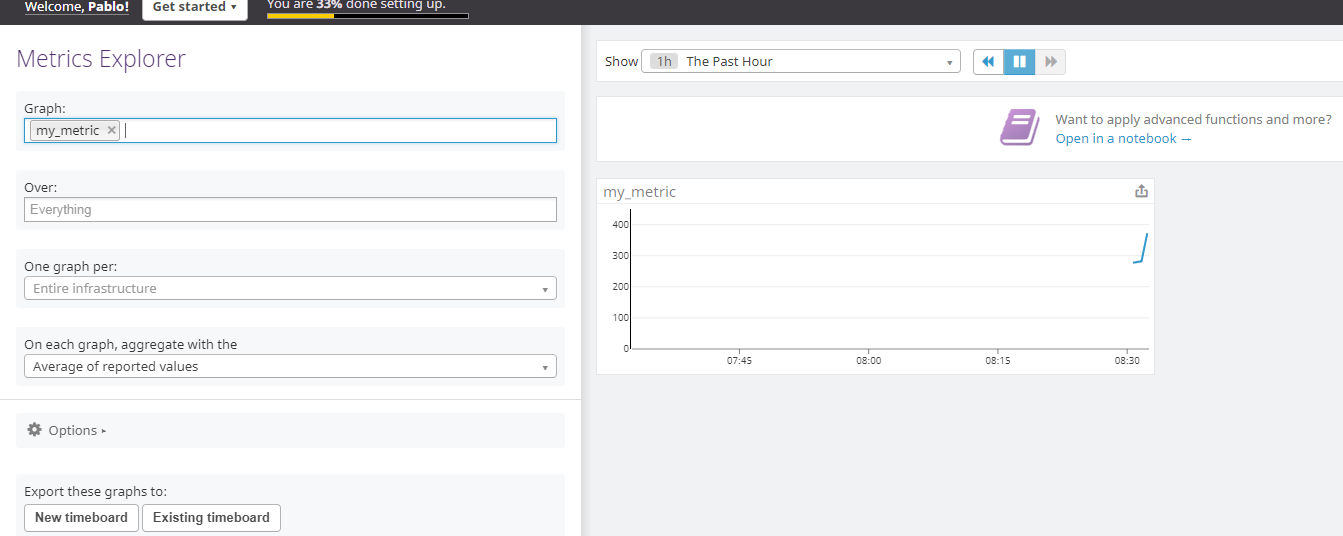 Welcome, Pablo!
Get started ▾
You are 33% done setting up.
Metrics Explorer
Graph:
my_metric ×
Over:
Everything
One graph per:
Entire infrastructure
On each graph, aggregate with the
Average of reported values
Options ▸
Export these graphs to:
New timeboard
Existing timeboard
Show 1h The Past Hour
Want to apply advanced functions and more?
Open in a notebook →
my_metric
400
300
200
100
0
07:45 08:00 08:15 08:30